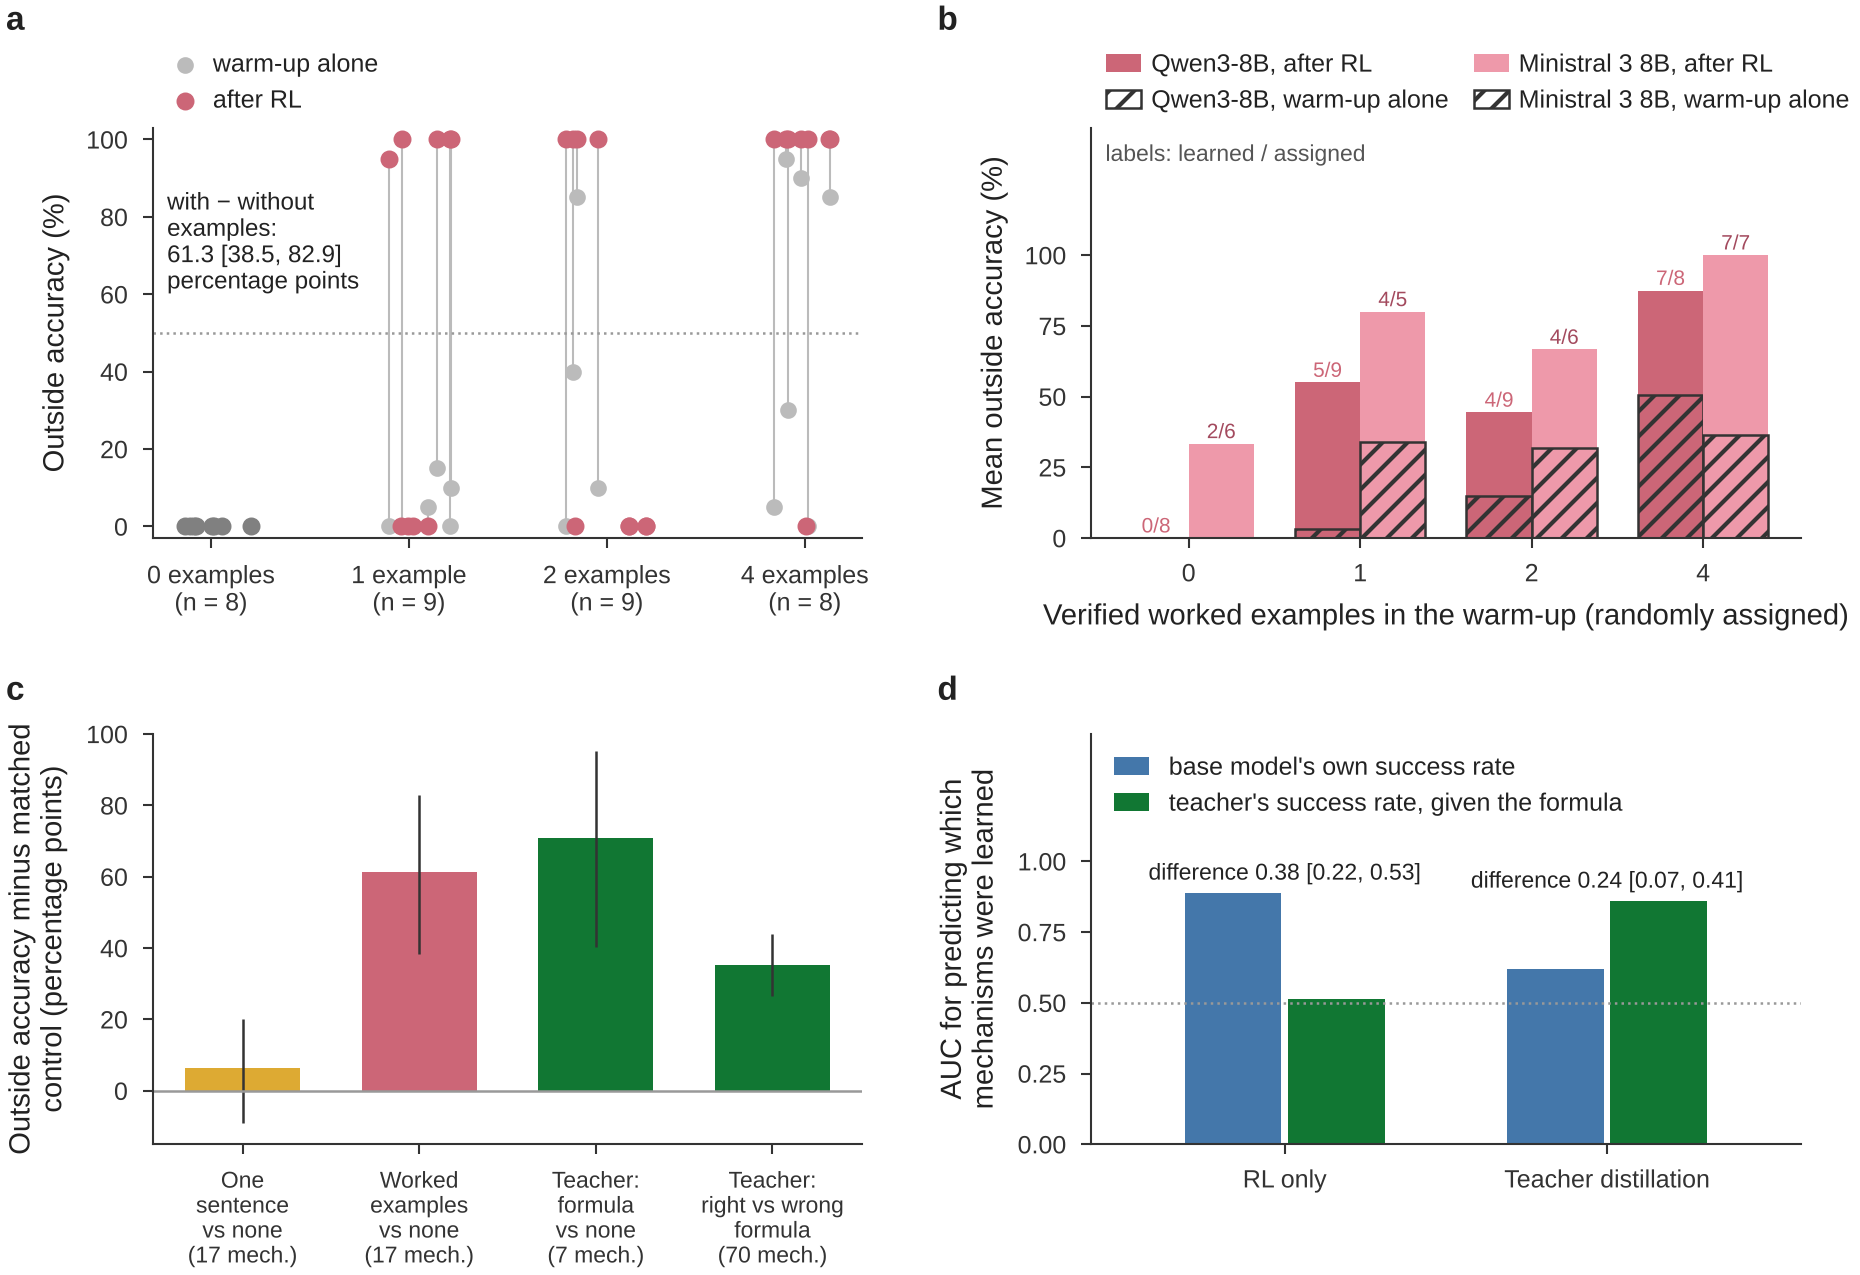 a
warm-up alone
after RL
Outside accuracy (%)
100
80
60
40
20
0
with − without
examples:
61.3 [38.5, 82.9]
percentage points
0 examples
(n = 8)
1 example
(n = 9)
2 examples
(n = 9)
4 examples
(n = 8)
b
Qwen3-8B, after RL
Qwen3-8B, warm-up alone
Ministral 3 8B, after RL
Ministral 3 8B, warm-up alone
labels: learned / assigned
Mean outside accuracy (%)
100
75
50
25
0
0/8
2/6
5/9
4/5
4/9
4/6
7/8
7/7
0
1
2
4
Verified worked examples in the warm-up (randomly assigned)
c
Outside accuracy minus matched
control (percentage points)
100
80
60
40
20
0
One
sentence
vs none
(17 mech.)
Worked
examples
vs none
(17 mech.)
Teacher:
formula
vs none
(7 mech.)
Teacher:
right vs wrong
formula
(70 mech.)
d
base model's own success rate
teacher's success rate, given the formula
AUC for predicting which
mechanisms were learned
1.00
0.75
0.50
0.25
0.00
difference 0.38 [0.22, 0.53]
difference 0.24 [0.07, 0.41]
RL only
Teacher distillation